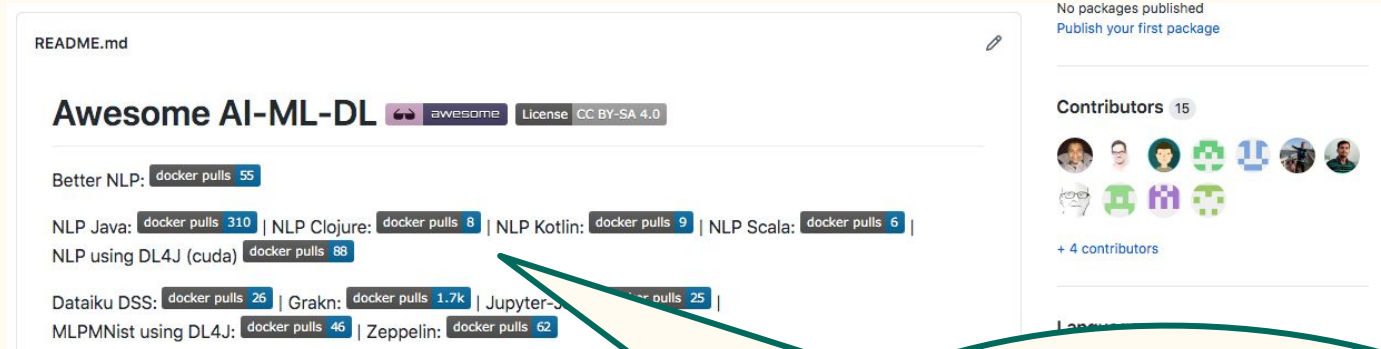 No packages published
Publish your first package
README.md
Awesome AI-ML-DL awesome License CC BY-SA 4.0
Contributors 15
Better NLP: docker pulls 55
NLP Java: docker pulls 310 | NLP Clojure: docker pulls 8 | NLP Kotlin: docker pulls 9 | NLP Scala: docker pulls 6 |
NLP using DL4J (cuda) docker pulls 88
+ 4 contributors
Dataiku DSS: docker pulls 26 | Grakn: docker pulls 1.7k | pulls 25 |
MLPMNist using DL4J: docker pulls 46 | Zeppelin: docker pulls 62